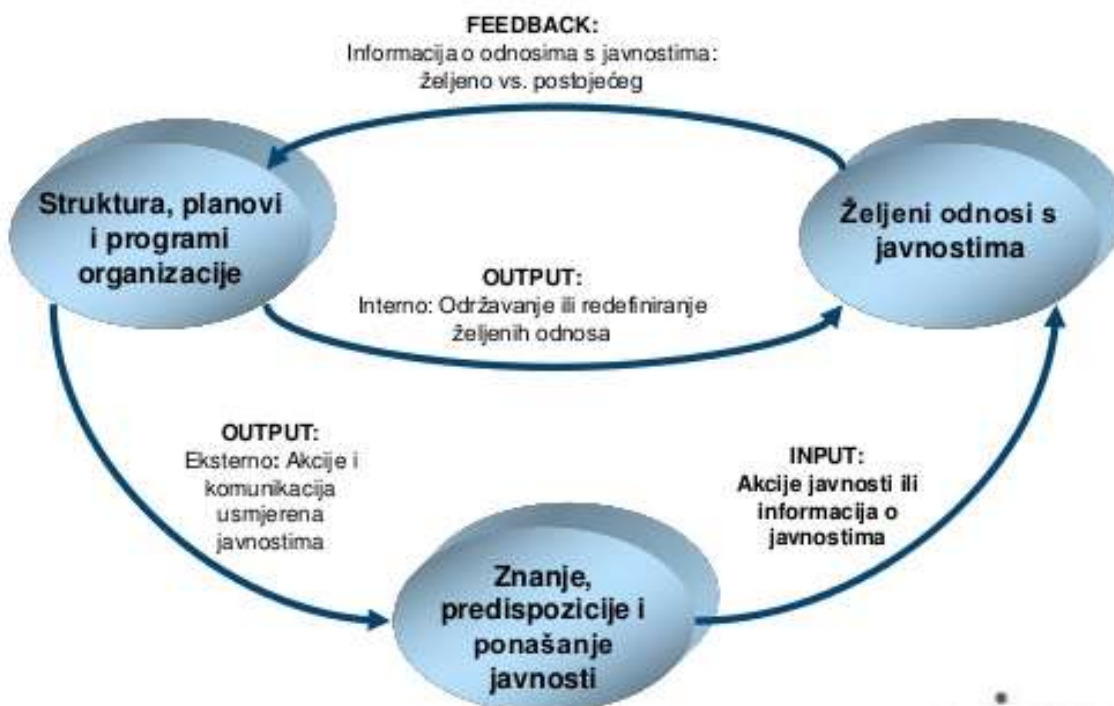 FEEDBACK:
Informacija o odnosima s javnostima:
željeno vs. postojećeg
Struktura, planovi
i programi
organizacije
Željeni odnosi s
javnostima
OUTPUT:
Interno: Održavanje ili redefiniranje
željenih odnosa
OUTPUT:
Eksterno: Akcije i
komunikacija
usmjerena
javnostima
INPUT:
Akcije javnosti ili
informacija o
javnostima
Znanje,
predispozicije i
ponašanje
javnosti